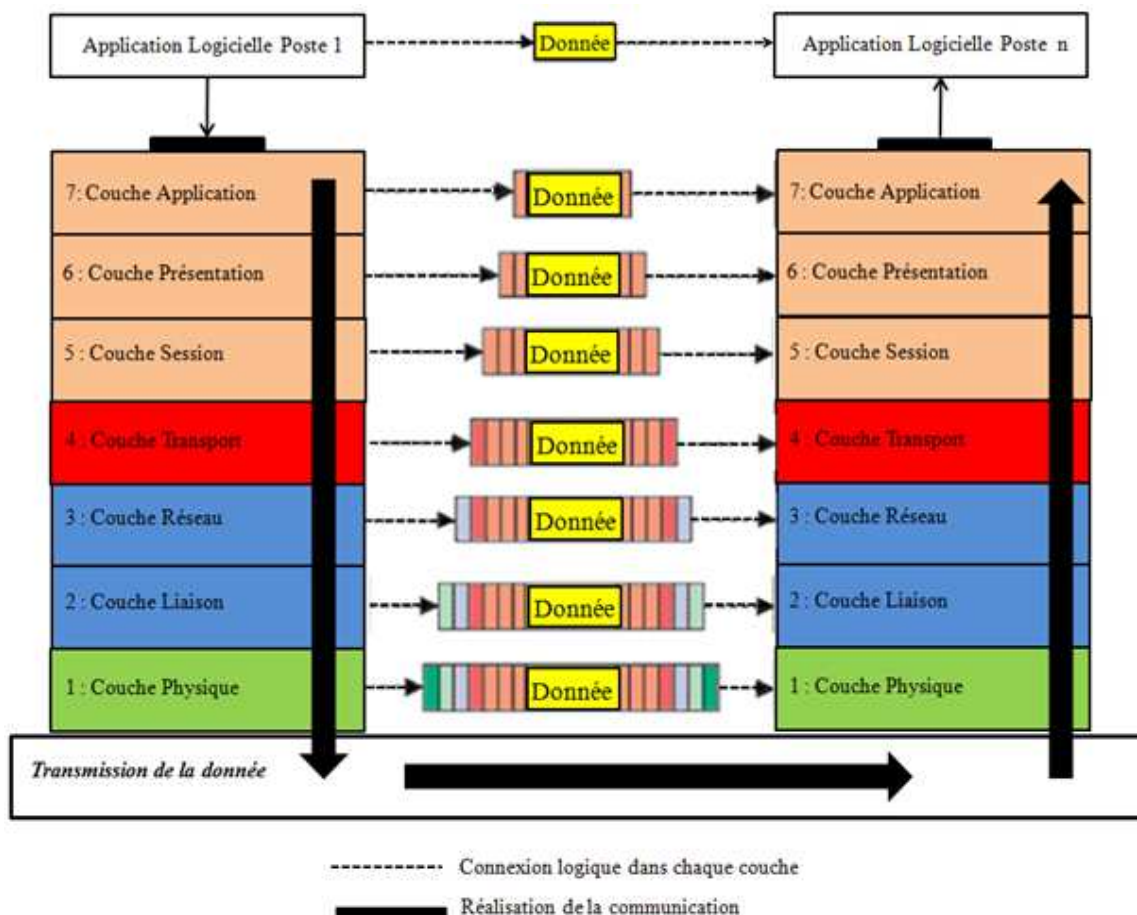 Application Logicielle Poste 1
Donnée
Application Logicielle Poste n
7: Couche Application
Donnée
7: Couche Application
6 : Couche Présentation
Donnée
6 : Couche Présentation
5 : Couche Session
Donnée
5 : Couche Session
4 : Couche Transport
Donnée
4 : Couche Transport
3 : Couche Réseau
Donnée
3 : Couche Réseau
2 : Couche Liaison
Donnée
2 : Couche Liaison
1 : Couche Physique
Donnée
1 : Couche Physique
Transmission de la donnée
Connexion logique dans chaque couche
Réalisation de la communication